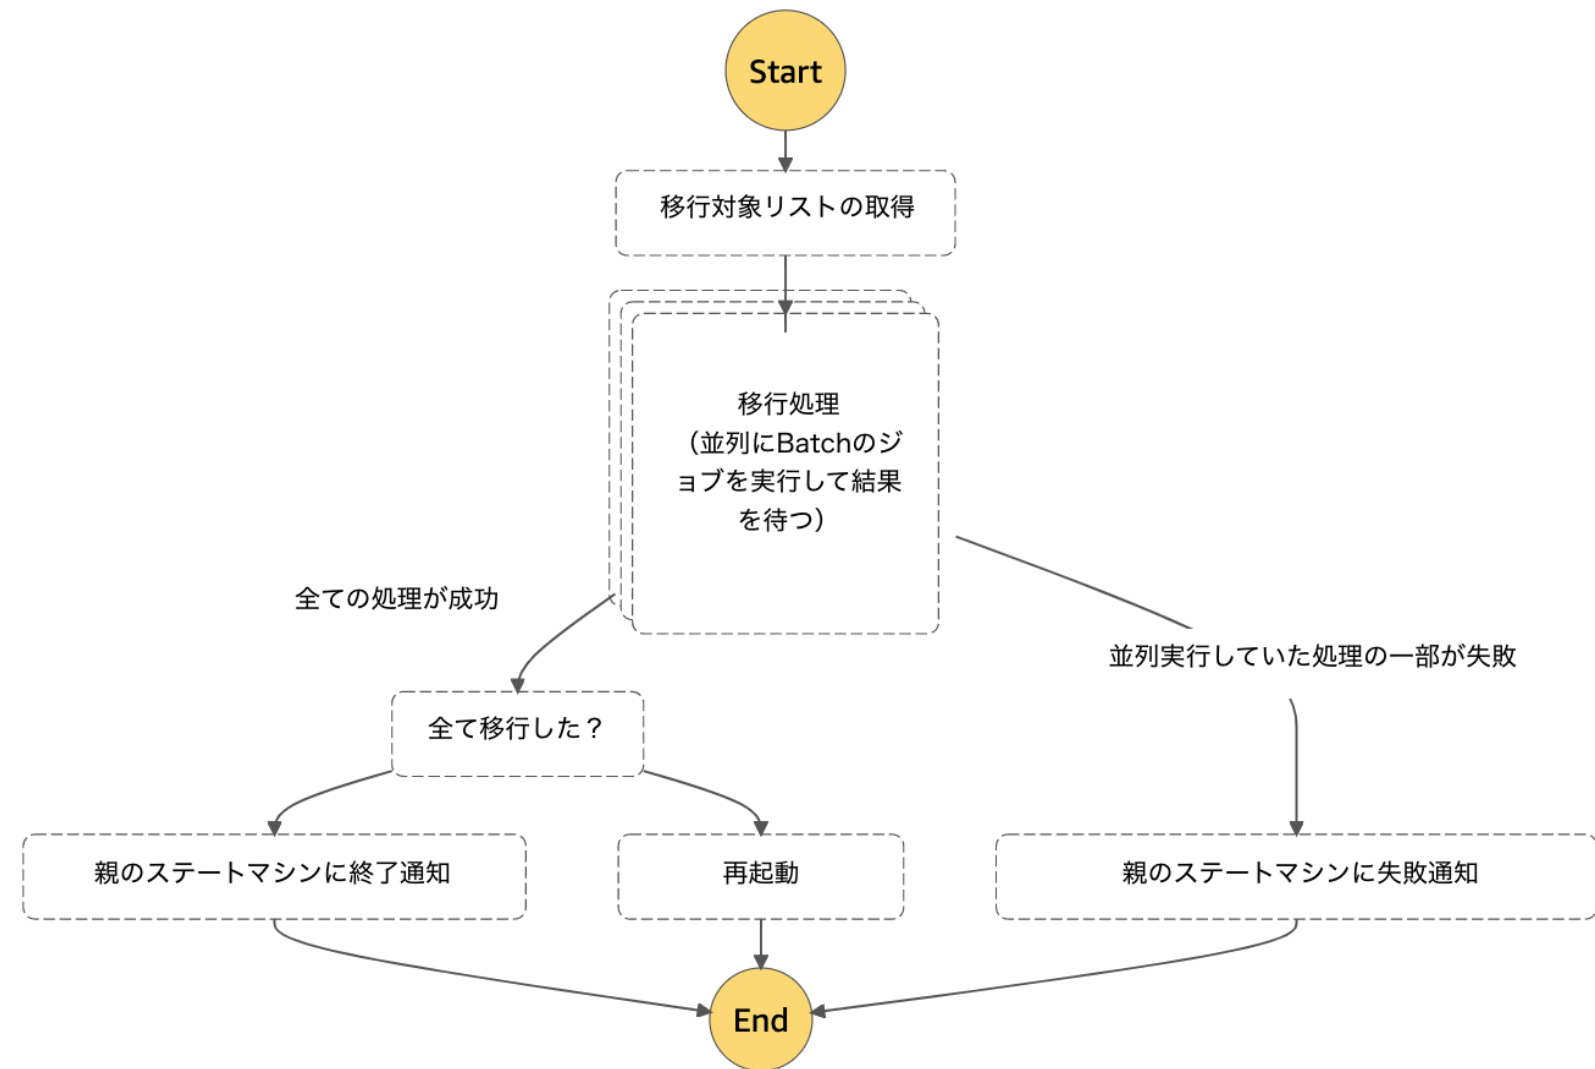 Start
移行対象リストの取得
移行処理
（並列にBatchのジ
ョブを実行して結果
を待つ）
全ての処理が成功
並列実行していた処理の一部が失敗
全て移行した？
親のステートマシンに終了通知
再起動
親のステートマシンに失敗通知
End